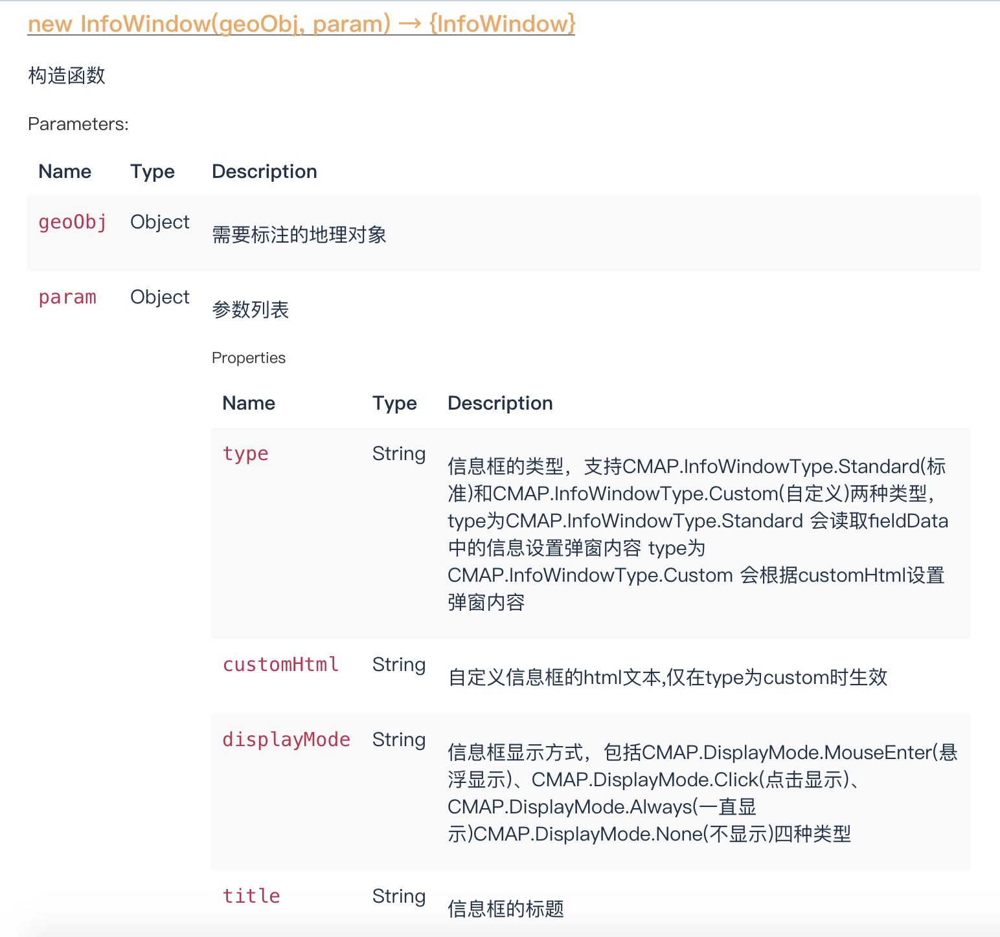 new InfoWindow(geoObj, param) → {InfoWindow}
构造函数
Parameters:
Name Type Description
geoObj Object 需要标注的地理对象
param Object 参数列表
Properties
Name Type Description
type String 信息框的类型，支持CMAP.InfoWindowType.Standard(标
准)和CMAP.InfoWindowType.Custom(自定义)两种类型，
type为CMAP.InfoWindowType.Standard 会读取fieldData
中的信息设置弹窗内容 type为
CMAP.InfoWindowType.Custom 会根据customHtml设置
弹窗内容
customHtml String 自定义信息框的html文本,仅在type为custom时生效
displayMode String 信息框显示方式，包括CMAP.DisplayMode.MouseEnter(悬
浮显示)、CMAP.DisplayMode.Click(点击显示)、
CMAP.DisplayMode.Always(一直显
示)CMAP.DisplayMode.None(不显示)四种类型
title String 信息框的标题